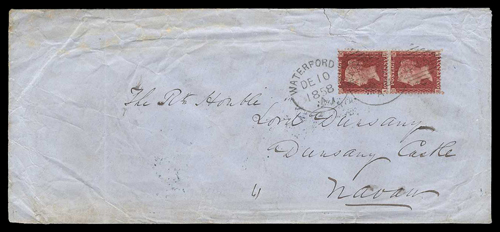 WATERFORD
DE 10
1858
The Rt. Honble
Lord Dunsany
Dunsany Castle
Navan